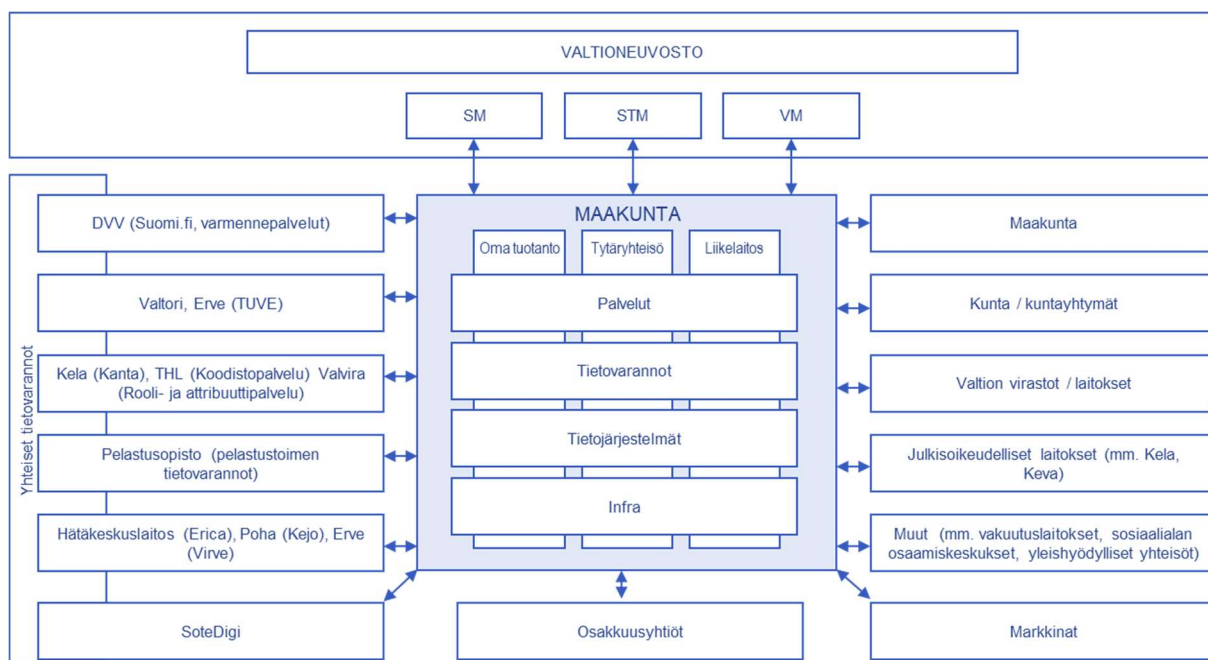 VALTIONEUVOSTO
SM
STM
VM
Yhteiset tietovarannot
DVV (Suomi.fi, varmennepalvelut)
Valtori, Erve (TUVE)
Kela (Kanta), THL (Koodistopalvelu) Valvira
(Rooli- ja attribuuttipalvelu)
Pelastusopisto (pelastustoimen
tietovarannot)
Hätäkeskuslaitos (Erica), Poha (Kejo), Erve
(Virve)
SoteDigi
MAAKUNTA
Oma tuotanto
Tytäryhteisö
Liikelaitos
Palvelut
Tietovarannot
Tietojärjestelmät
Infra
Osakkuusyhtiöt
Maakunta
Kunta / kuntayhtymät
Valtion virastot / laitokset
Julkisoikeudelliset laitokset (mm. Kela,
Keva)
Muut (mm. vakuutuslaitokset, sosiaalialan
osaamiskeskukset, yleishyödylliset yhteisöt)
Markkinat